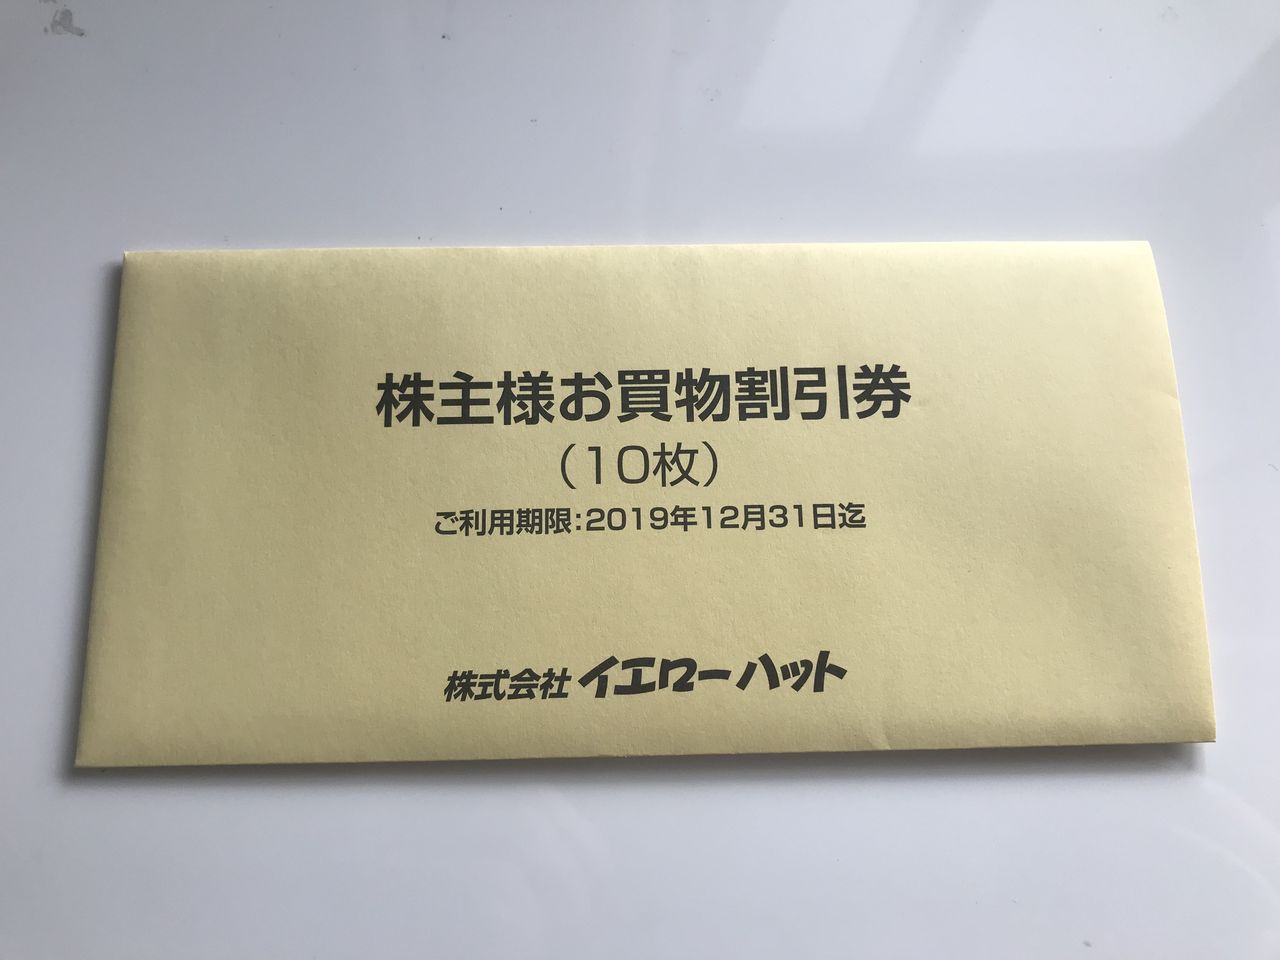 株主様お買物割引券
（10枚）
ご利用期限：2019年12月31日迄
株式会社 イエローハット